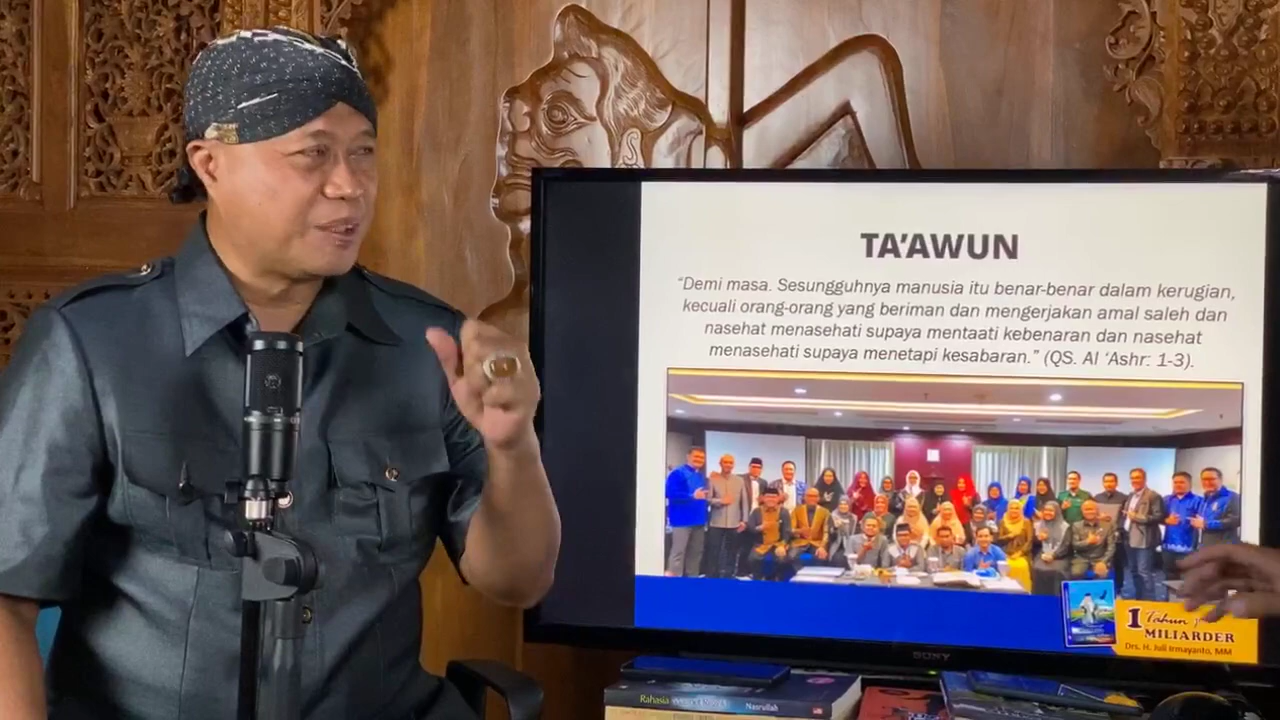 TA'AWUN
“Demi masa. Sesungguhnya manusia itu benar-benar dalam kerugian,
kecuali orang-orang yang beriman dan mengerjakan amal saleh dan
nasehat menasehati supaya mentaati kebenaran dan nasehat
menasehati supaya menetapi kesabaran.” (QS. Al ‘Ashr: 1-3).
1 Tahun
MILIARDER
Drs. H. Juli Irmayanto, MM
SONY
Rahasia
Nasrullah